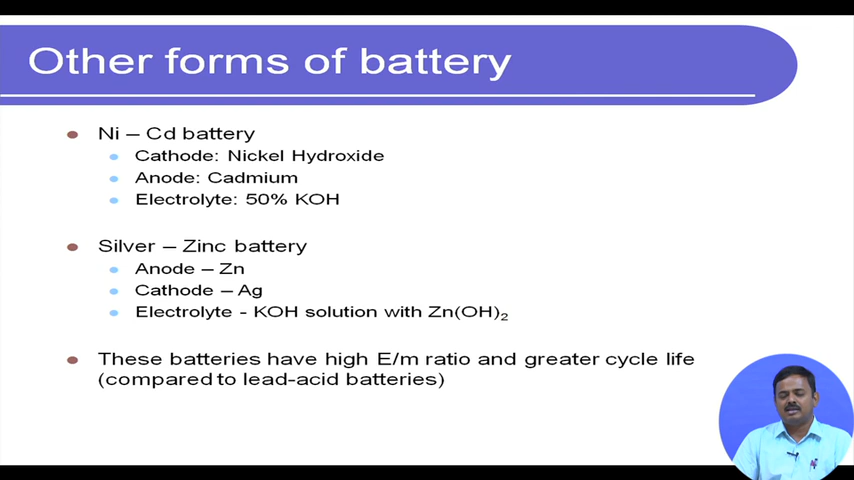 Other forms of battery
Ni – Cd battery
Cathode: Nickel Hydroxide
Anode: Cadmium
Electrolyte: 50% KOH
Silver – Zinc battery
Anode – Zn
Cathode – Ag
Electrolyte - KOH solution with Zn(OH)₂
These batteries have high E/m ratio and greater cycle life
(compared to lead-acid batteries)